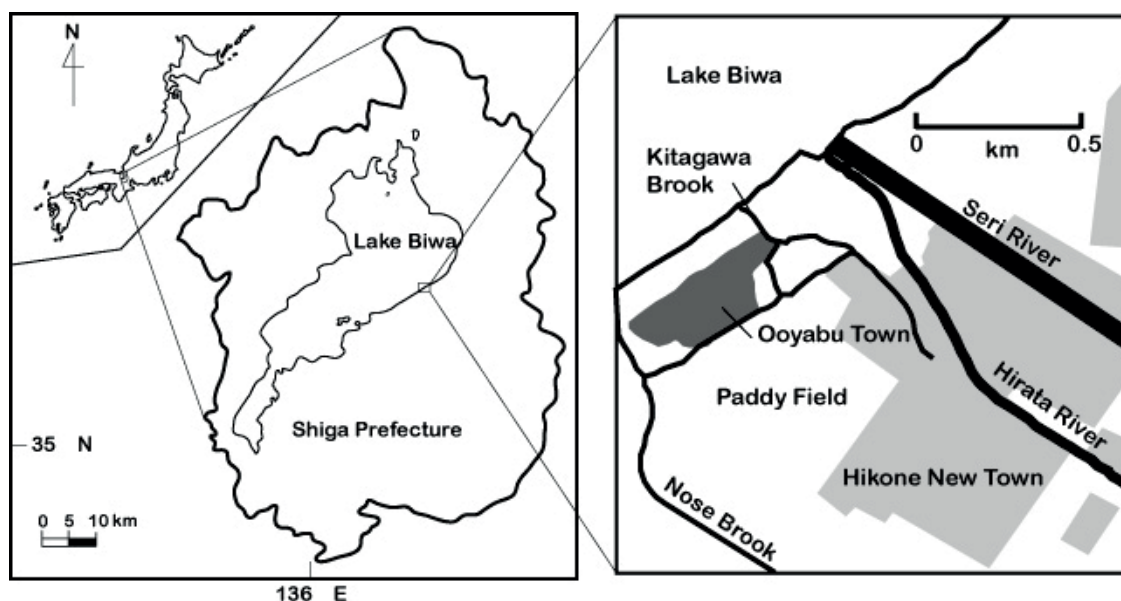 N
Lake Biwa
Shiga Prefecture
35 N
0 5 10 km
136 E
Lake Biwa
0 0.5
km
Kitagawa
Brook
Seri River
Ooyabu Town
Hirata River
Paddy Field
Hikone New Town
Nose Brook